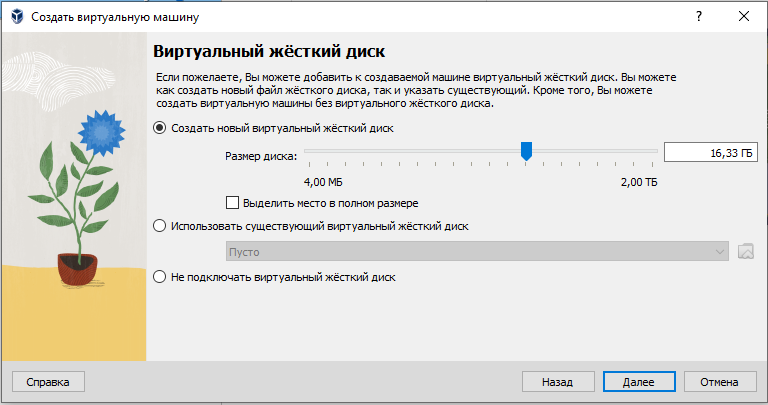 Создать виртуальную машину
Виртуальный жёсткий диск
Если пожелаете, Вы можете добавить к создаваемой машине виртуальный жёсткий диск. Вы можете
как создать новый файл жёсткого диска, так и указать существующий. Кроме того, Вы можете
создать виртуальную машины без виртуального жёсткого диска.
Создать новый виртуальный жёсткий диск
Размер диска:
16,33 ГБ
4,00 МБ
2,00 ТБ
Выделить место в полном размере
Использовать существующий виртуальный жёсткий диск
Пусто
Не подключать виртуальный жёсткий диск
Справка
Назад
Далее
Отмена